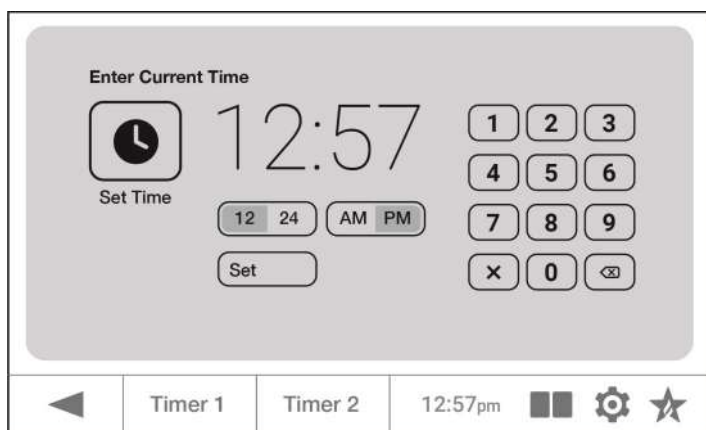 Enter Current Time
12:57
Set Time
12 24 AM PM
Set
1 2 3
4 5 6
7 8 9
× 0
Timer 1 Timer 2 12:57pm